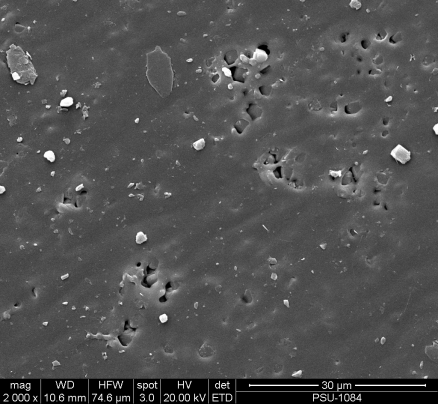 mag WD HFW spot HV det 30 µm
2 000 x 10.6 mm 74.6 µm 3.0 20.00 kV ETD PSU-1084